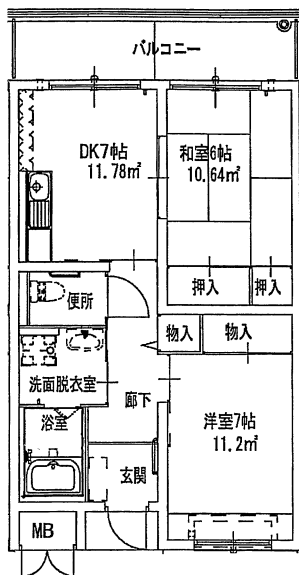 バルコニー
DK7帖
11.78㎡
和室6帖
10.64㎡
押入
押入
便所
物入
物入
洗面脱衣室
廊下
浴室
洋室7帖
11.2㎡
玄関
MB